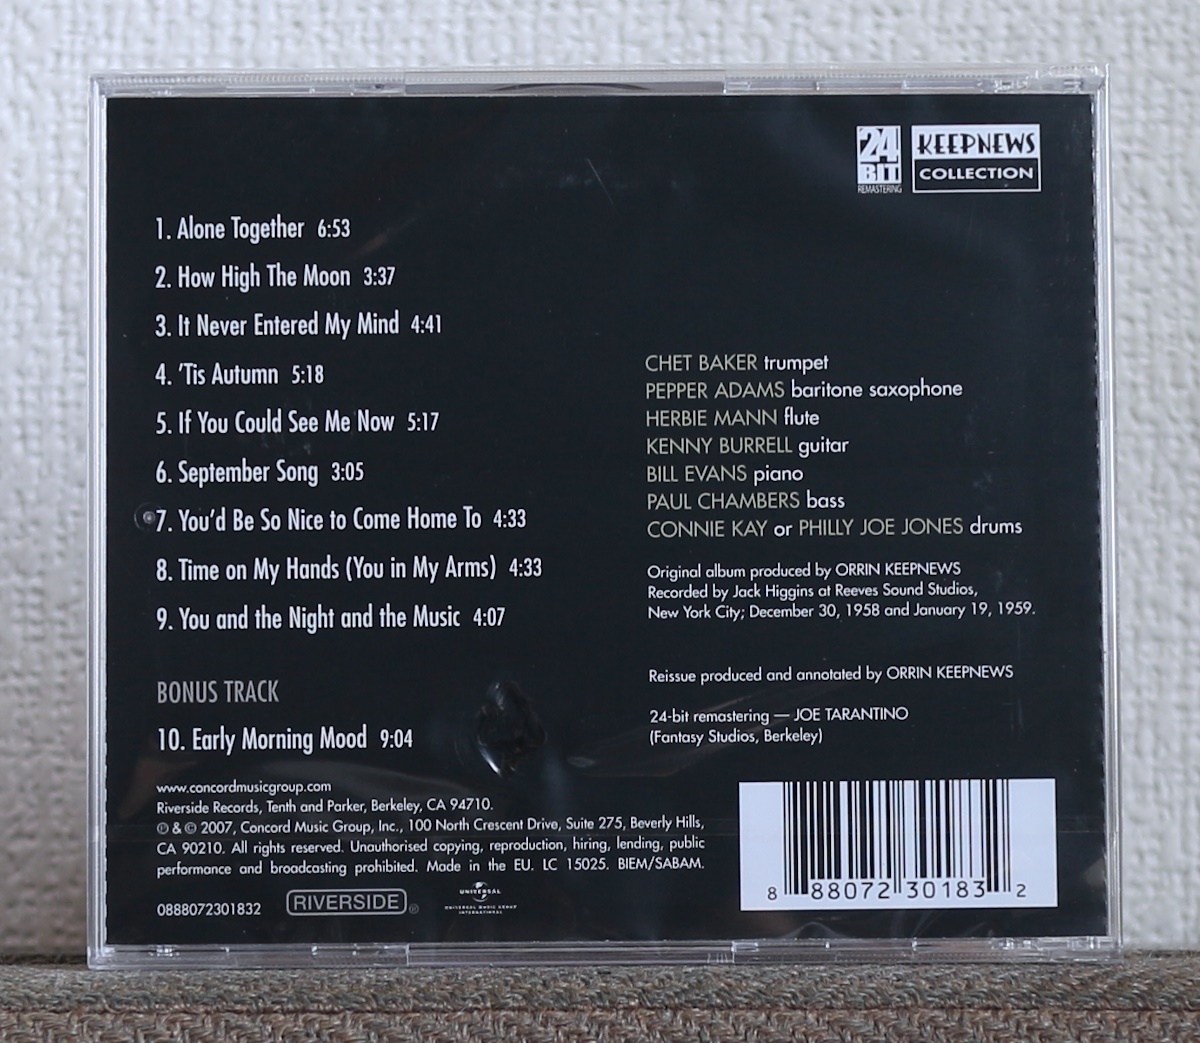 24
BIT
REMASTERING
KEEPNEWS
COLLECTION
1. Alone Together 6:53
2. How High The Moon 3:37
3. It Never Entered My Mind 4:41
4. ’Tis Autumn 5:18
5. If You Could See Me Now 5:17
6. September Song 3:05
7. You’d Be So Nice to Come Home To 4:33
8. Time on My Hands (You in My Arms) 4:33
9. You and the Night and the Music 4:07
BONUS TRACK
10. Early Morning Mood 9:04
CHET BAKER trumpet
PEPPER ADAMS baritone saxophone
HERBIE MANN flute
KENNY BURRELL guitar
BILL EVANS piano
PAUL CHAMBERS bass
CONNIE KAY or PHILLY JOE JONES drums
Original album produced by ORRIN KEEPNEWS
Recorded by Jack Higgins at Reeves Sound Studios,
New York City; December 30, 1958 and January 19, 1959.
Reissue produced and annotated by ORRIN KEEPNEWS
24-bit remastering — JOE TARANTINO
(Fantasy Studios, Berkeley)
www.concordmusicgroup.com
Riverside Records, Tenth and Parker, Berkeley, CA 94710.
℗ & © 2007, Concord Music Group, Inc., 100 North Crescent Drive, Suite 275, Beverly Hills,
CA 90210. All rights reserved. Unauthorised copying, reproduction, hiring, lending, public
performance and broadcasting prohibited. Made in the EU. LC 15025. BIEM/SABAM.
0888072301832
RIVERSIDE®
UNIVERSAL
UNIVERSAL MUSIC GROUP
INTERNATIONAL
8 88072 30183 2